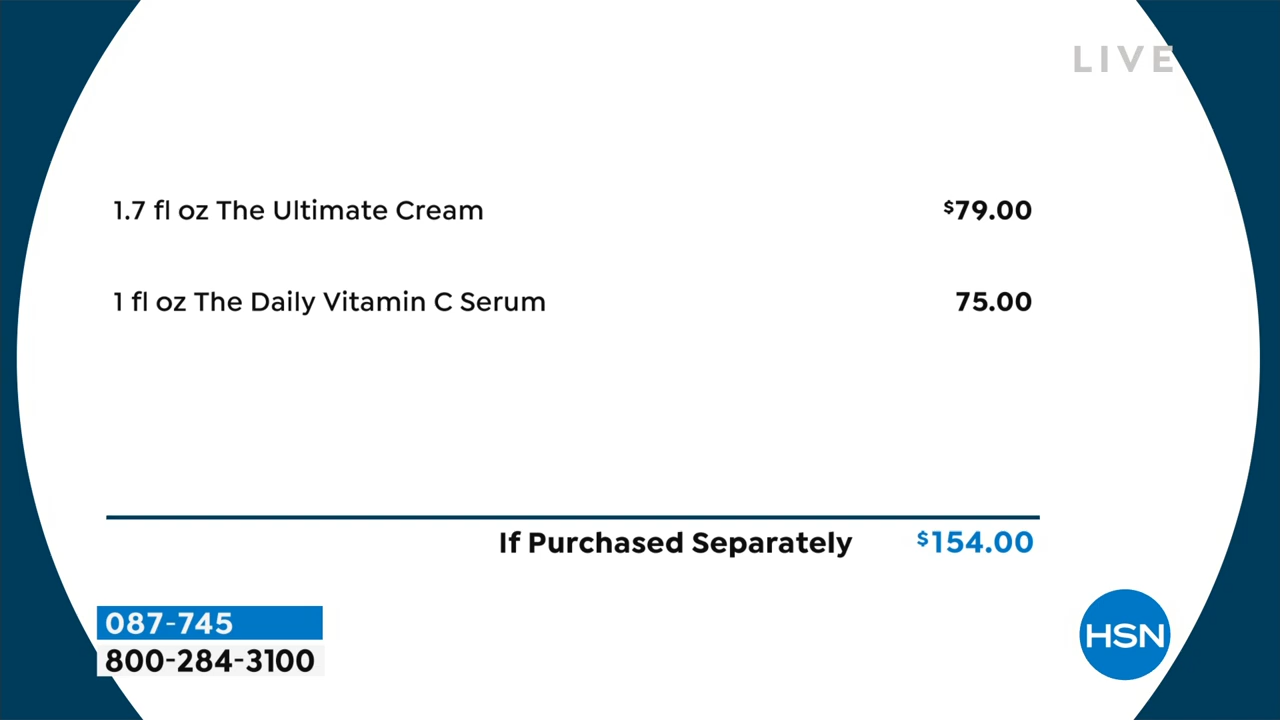 LIVE
1.7 fl oz The Ultimate Cream $79.00
1 fl oz The Daily Vitamin C Serum 75.00
If Purchased Separately $154.00
087-745
800-284-3100
HSN